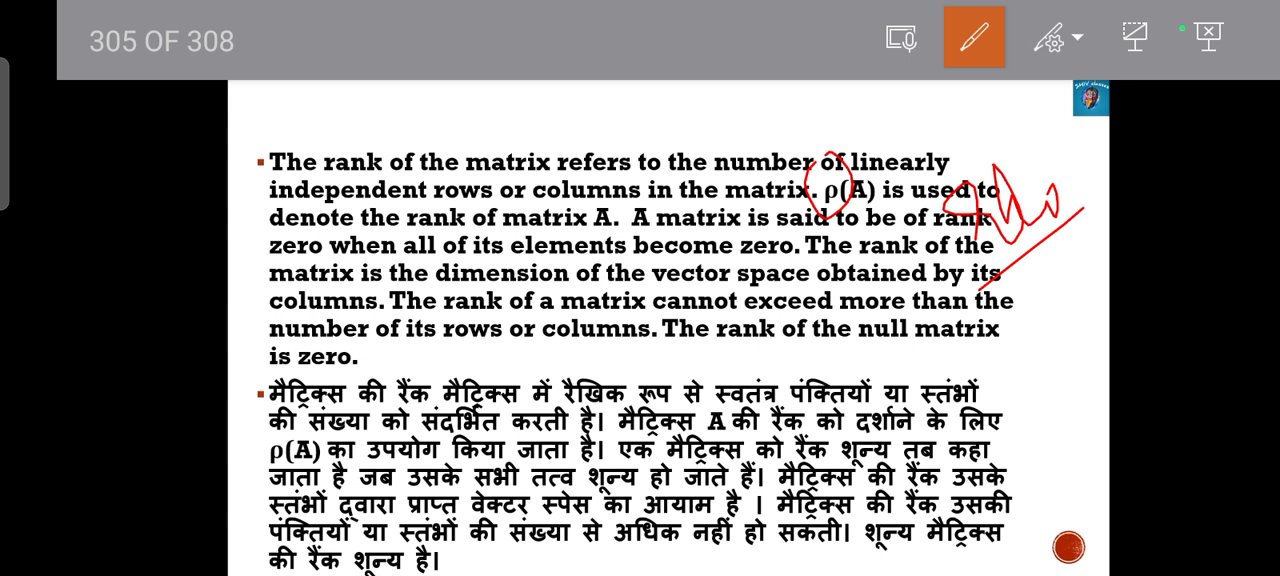 305 OF 308
The rank of the matrix refers to the number of linearly
independent rows or columns in the matrix. ρ(A) is used to
denote the rank of matrix A. A matrix is said to be of rank
zero when all of its elements become zero. The rank of the
matrix is the dimension of the vector space obtained by its
columns. The rank of a matrix cannot exceed more than the
number of its rows or columns. The rank of the null matrix
is zero.
मैट्रिक्स की रैंक मैट्रिक्स में रैखिक रूप से स्वतंत्र पंक्तियों या स्तंभों
की संख्या को संदर्भित करती है। मैट्रिक्स A की रैंक को दर्शाने के लिए
ρ(A) का उपयोग किया जाता है। एक मैट्रिक्स को रैंक शून्य तब कहा
जाता है जब उसके सभी तत्व शून्य हो जाते हैं। मैट्रिक्स की रैंक उसके
स्तंभों द्वारा प्राप्त वेक्टर स्पेस का आयाम है । मैट्रिक्स की रैंक उसकी
पंक्तियों या स्तंभों की संख्या से अधिक नहीं हो सकती। शून्य मैट्रिक्स
की रैंक शून्य है।